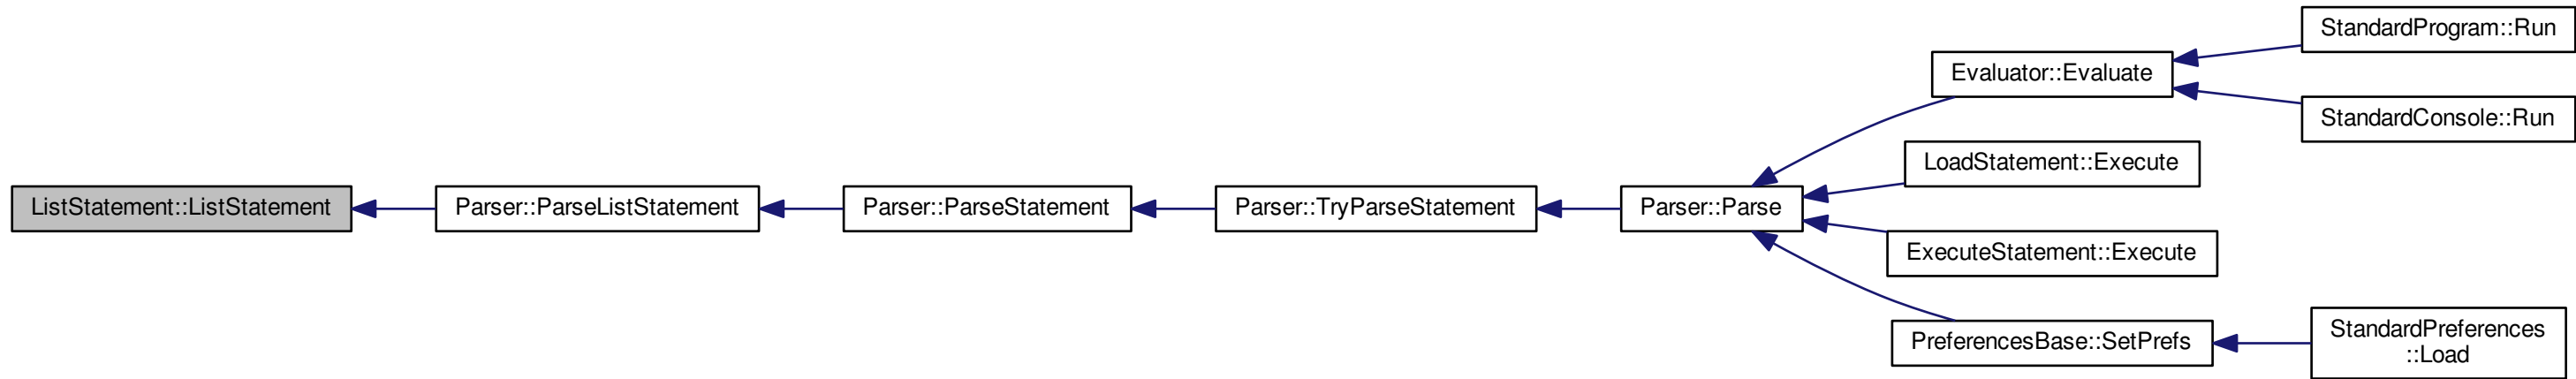 ListStatement::ListStatement
Parser::ParseListStatement
Parser::ParseStatement
Parser::TryParseStatement
Parser::Parse
Evaluator::Evaluate
StandardProgram::Run
StandardConsole::Run
LoadStatement::Execute
ExecuteStatement::Execute
PreferencesBase::SetPrefs
StandardPreferences
::Load